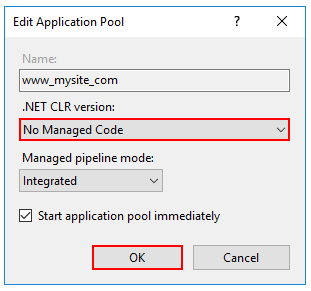 Edit Application Pool
Name:
www_mysite_com
.NET CLR version:
No Managed Code
Managed pipeline mode:
Integrated
Start application pool immediately
OK Cancel